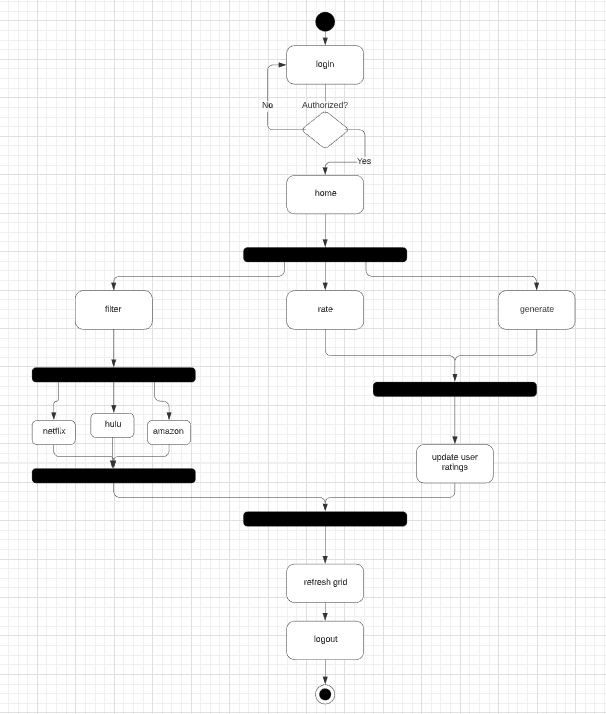 login
Authorized?
No
Yes
home
filter
rate
generate
netflix
hulu
amazon
update user
ratings
refresh grid
logout